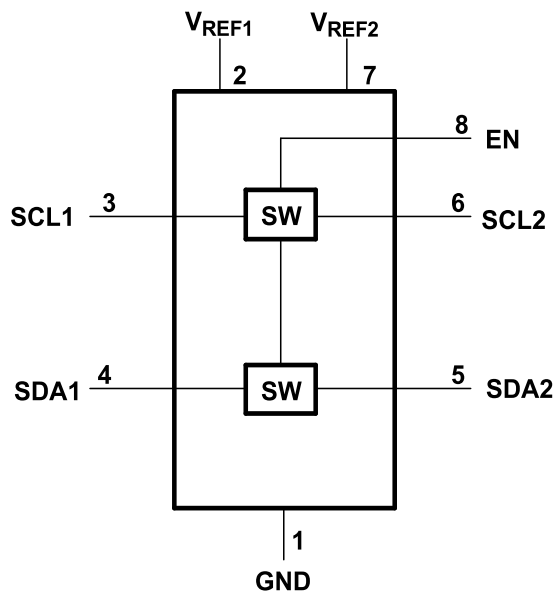 VREF1 VREF2
2 7
8 EN
SCL1 3 SW 6 SCL2
SDA1 4 SW 5 SDA2
1
GND